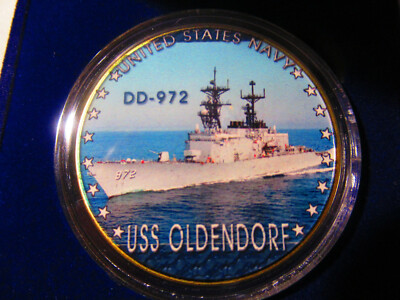 UNITED STATES NAVY
DD-972
972
USS OLDENDORF